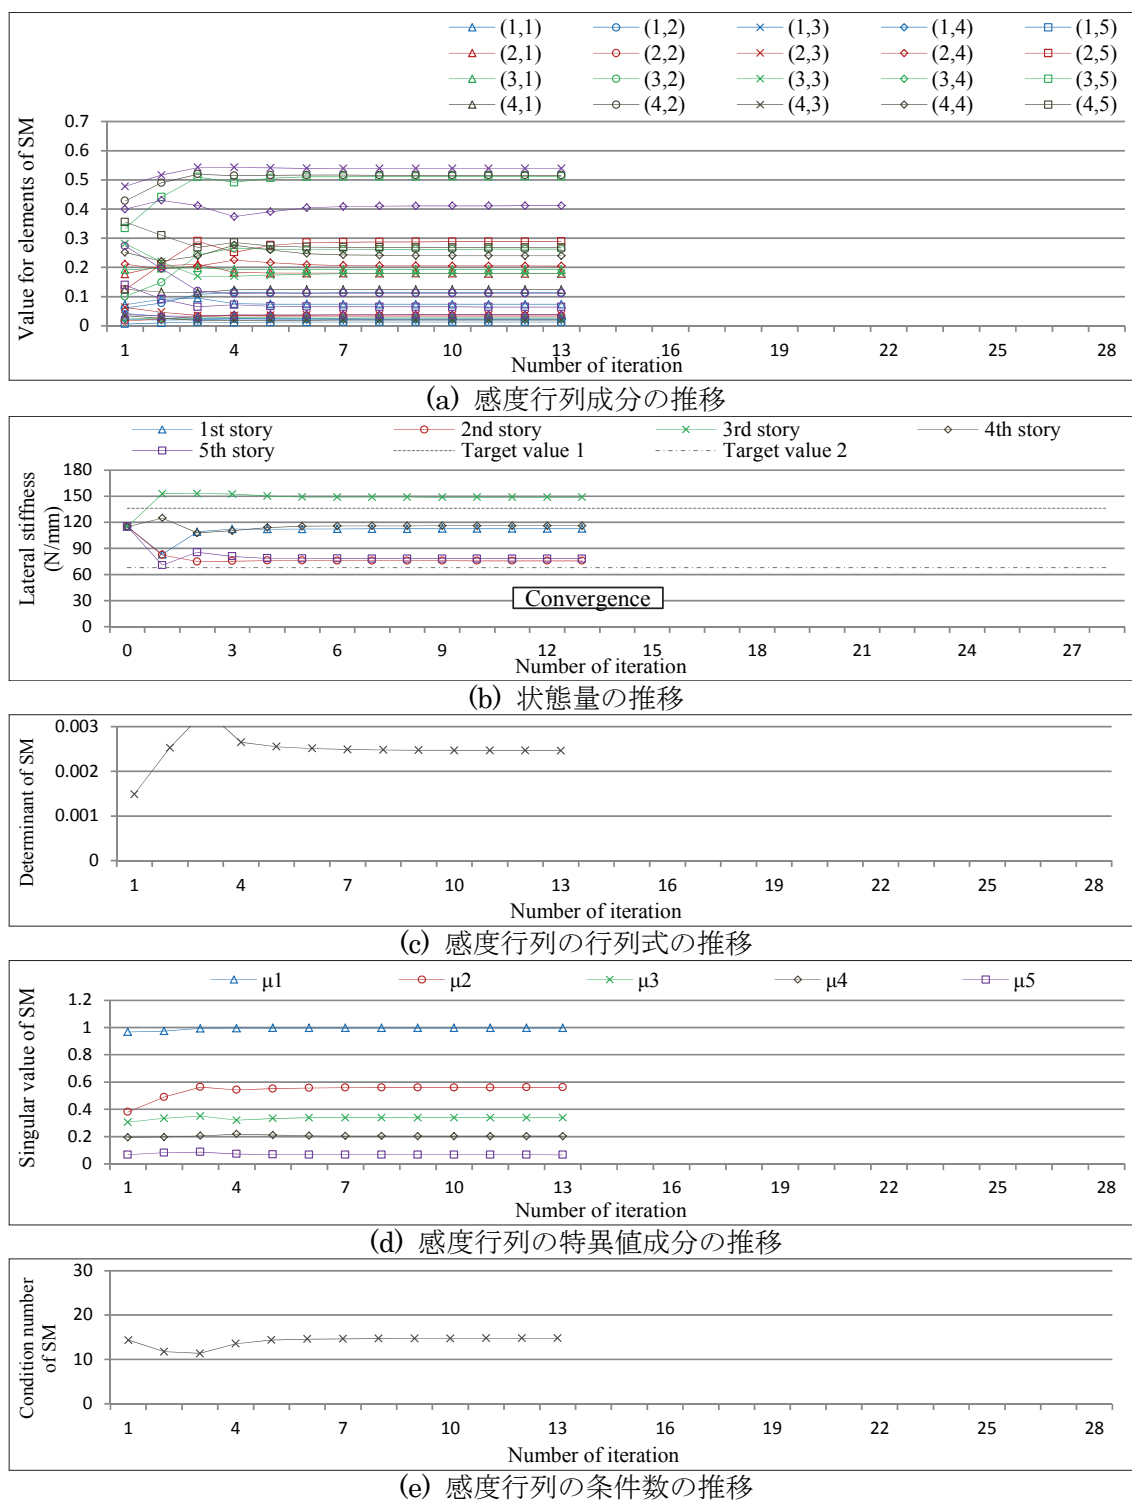 (1,1) (1,2) (1,3) (1,4) (1,5)
(2,1) (2,2) (2,3) (2,4) (2,5)
(3,1) (3,2) (3,3) (3,4) (3,5)
(4,1) (4,2) (4,3) (4,4) (4,5)
Value for elements of SM
0.7
0.6
0.5
0.4
0.3
0.2
0.1
0
1 4 7 10 13 16 19 22 25 28
Number of iteration
(a) 感度行列成分の推移
1st story 2nd story 3rd story 4th story
5th story Target value 1 Target value 2
Lateral stiffness
(N/mm)
180
150
120
90
60
30
0
Convergence
0 3 6 9 12 15 18 21 24 27
Number of iteration
(b) 状態量の推移
Determinant of SM
0.003
0.002
0.001
0
1 4 7 10 13 16 19 22 25 28
Number of iteration
(c) 感度行列の行列式の推移
μ1 μ2 μ3 μ4 μ5
Singular value of SM
1.2
1
0.8
0.6
0.4
0.2
0
1 4 7 10 13 16 19 22 25 28
Number of iteration
(d) 感度行列の特異値成分の推移
Condition number
of SM
30
20
10
0
1 4 7 10 13 16 19 22 25 28
Number of iteration
(e) 感度行列の条件数の推移